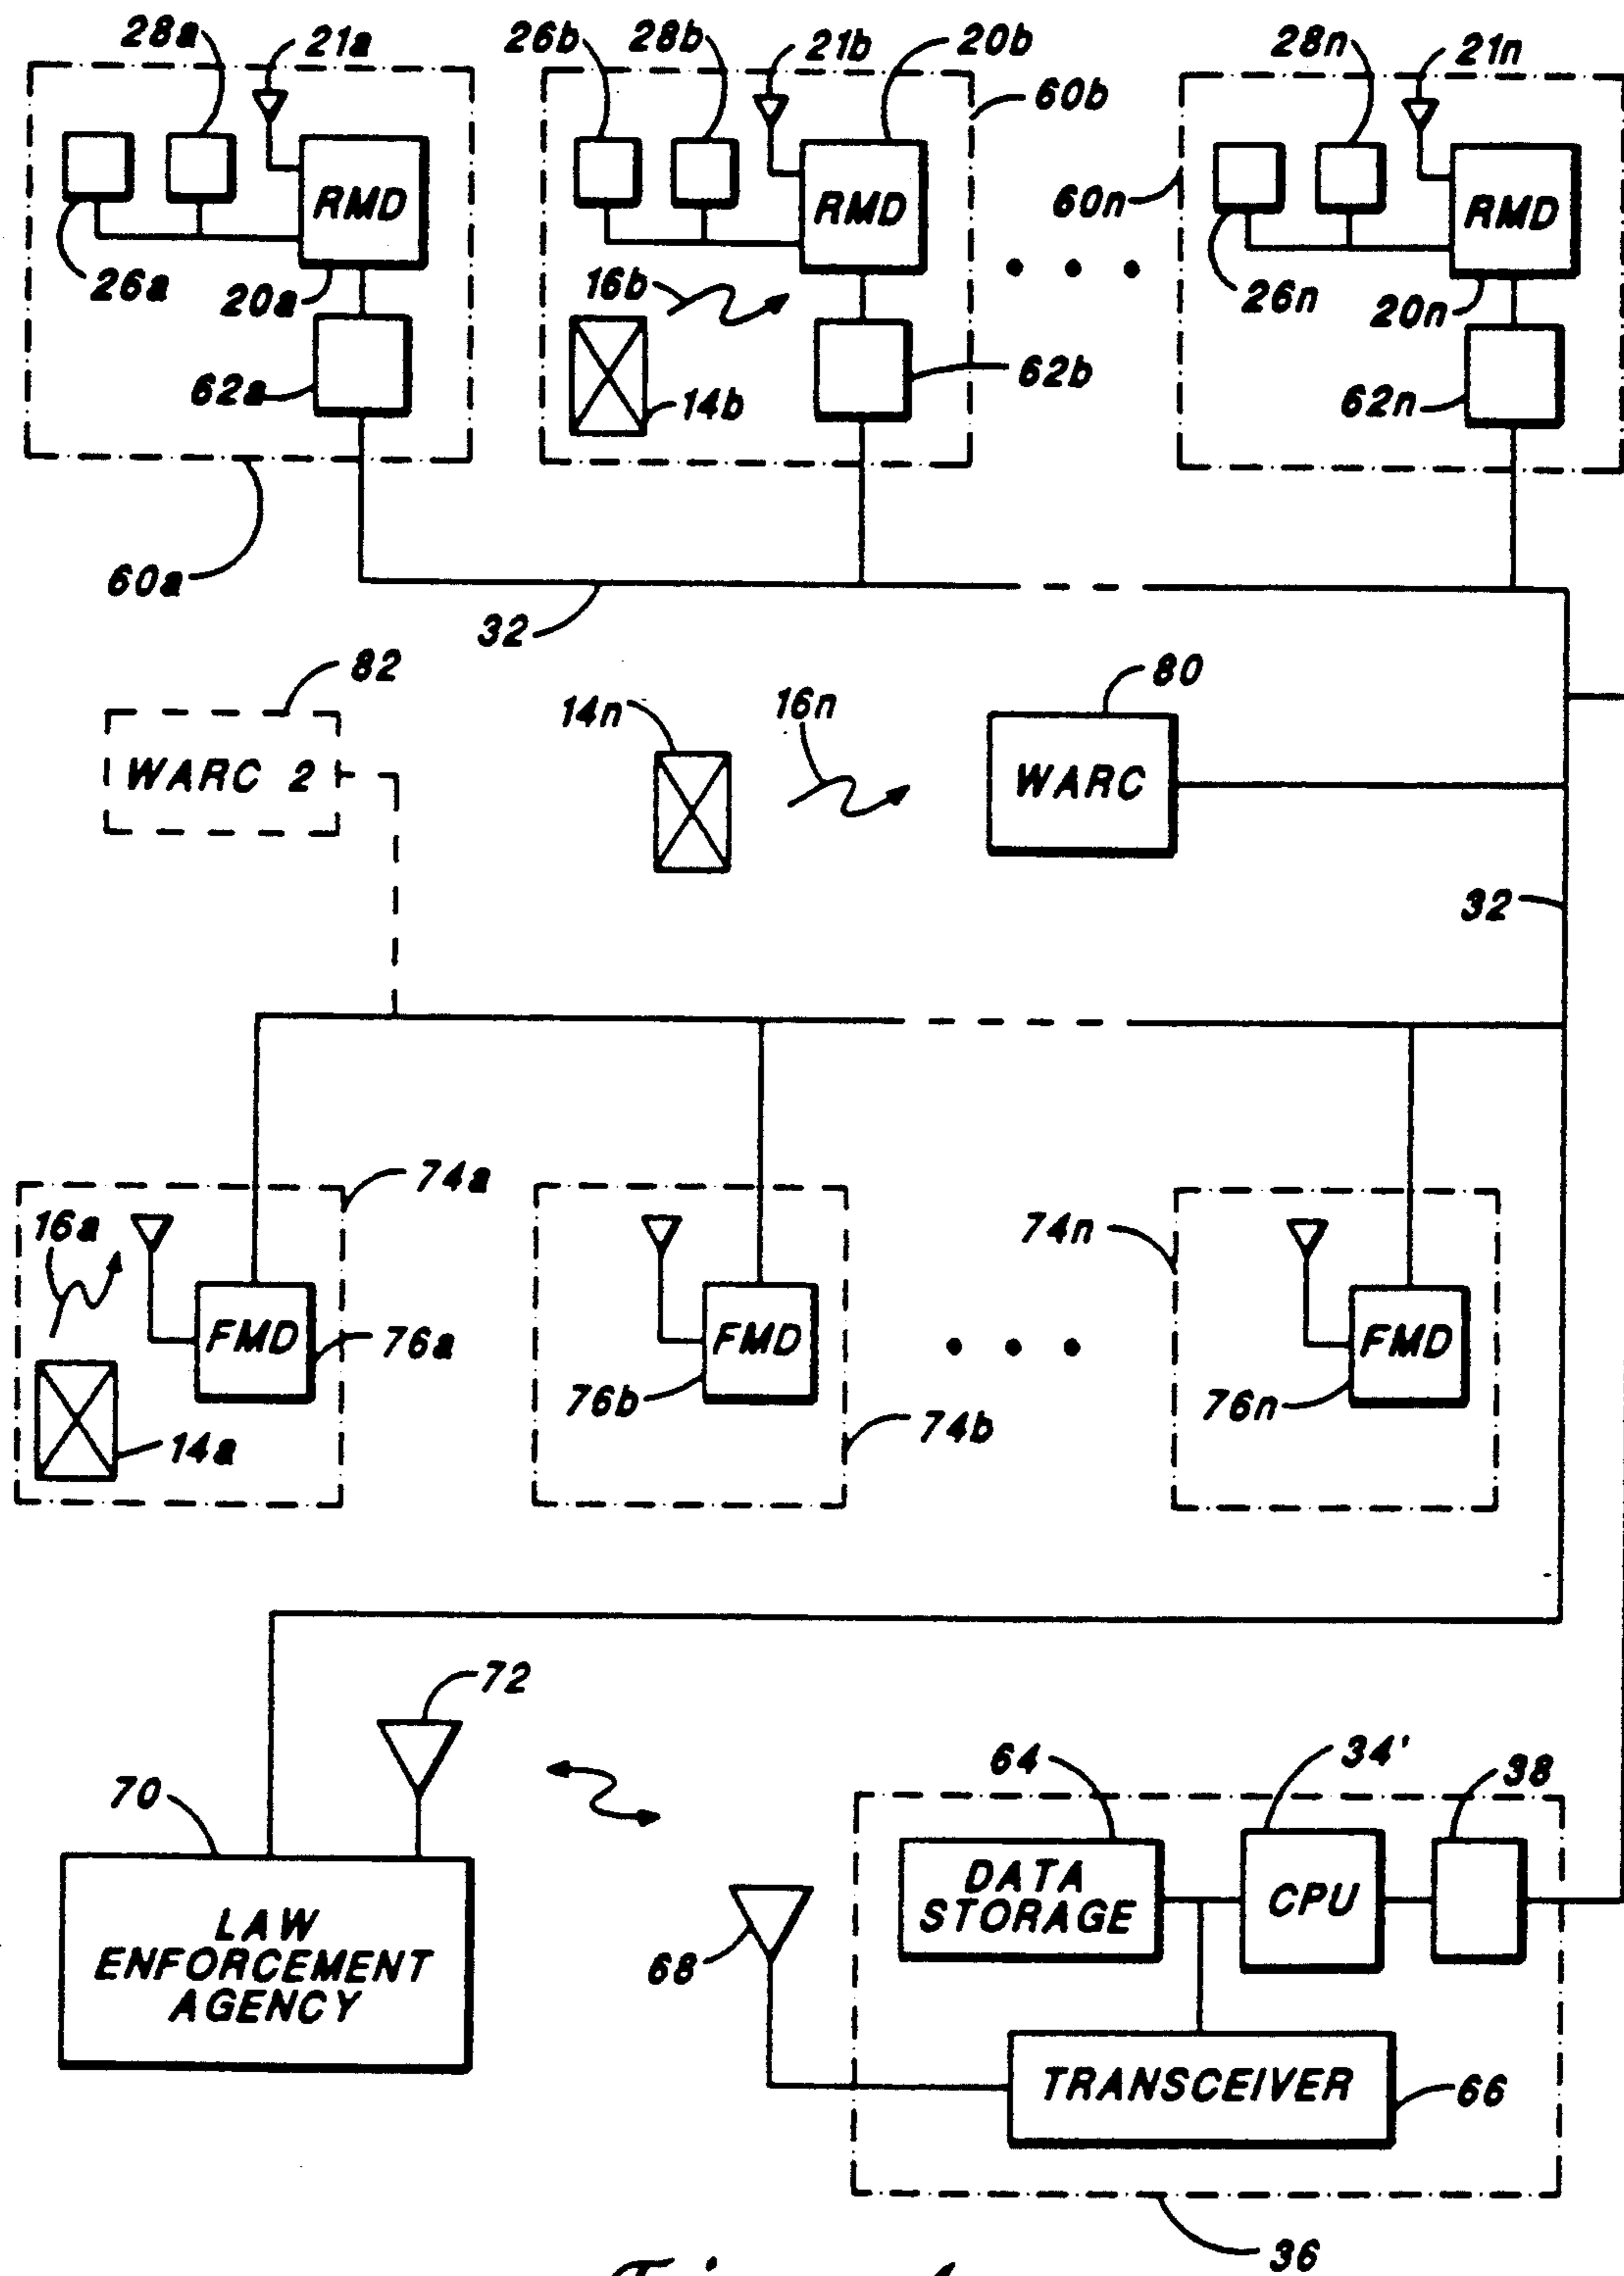 28a 21a 26b 28b 21b 20b 28n 21n
60b
RMD RMD 60n RMD
26a 20a 16b 26n 20n
62a 14b 62b 62n
60a
32
82 14n 16n 80
WARC 2 WARC
32
16a 74a 74n
FMD 76a FMD FMD
14a 76b 74b 76n
72
70 64 34' 38
LAW
ENFORCEMENT
AGENCY
68
DATA
STORAGE
CPU
TRANSCEIVER 66
36